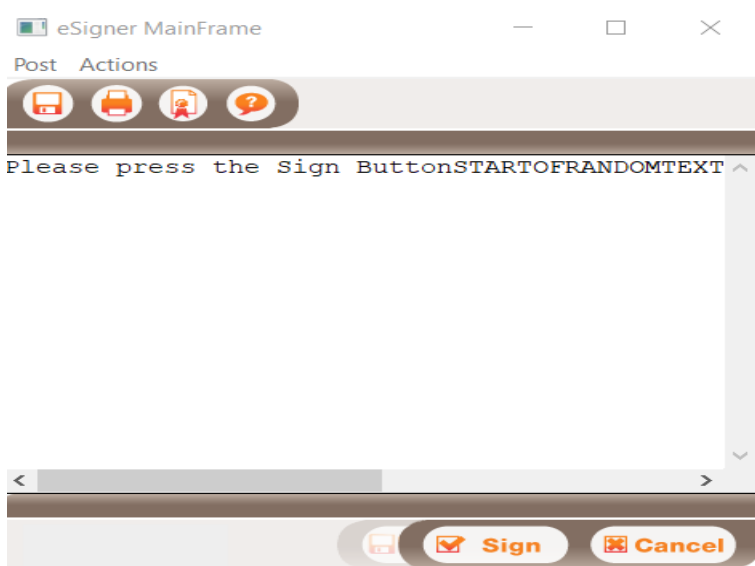 eSigner MainFrame
Post Actions
Please press the Sign ButtonSTARTOFRANDOMTEXT
Sign Cancel